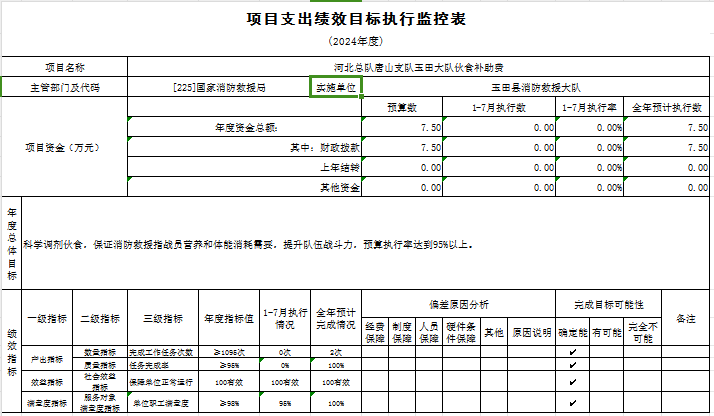 项目支出绩效目标执行监控表
(2024年度)
项目名称 河北总队唐山支队玉田大队伙食补助费
主管部门及代码 [225]国家消防救援局 实施单位 玉田县消防救援大队
项目资金（万元） 预算数 1-7月执行数 1-7月执行率 全年预计执行数
年度资金总额： 7.50 0.00 0.00% 7.50
其中：财政拨款 7.50 0.00 0.00% 7.50
上年结转 0.00 0.00 0.00% 0.00
其他资金 0.00 0.00 0.00% 0.00
年度总体目标 科学调剂伙食，保证消防救援指战员营养和体能消耗需要，提升队伍战斗力，预算执行率达到95%以上。
绩效指标 一级指标 二级指标 三级指标 年度指标值 1-7月执行情况 全年预计完成情况 偏差原因分析 完成目标可能性 备注
经费保障 制度保障 人员保障 硬件条件保障 其他 原因说明 确定能 有可能 完全不可能
产出指标 数量指标 完成工作任务次数 ≥1095次 0次 2次 ✓
质量指标 任务完成率 ≥95% 0% 100% ✓
效益指标 社会效益指标 保障单位正常运行 100有效 100有效 100有效 ✓
满意度指标 服务对象满意度指标 单位职工满意度 ≥98% 95% 100% ✓